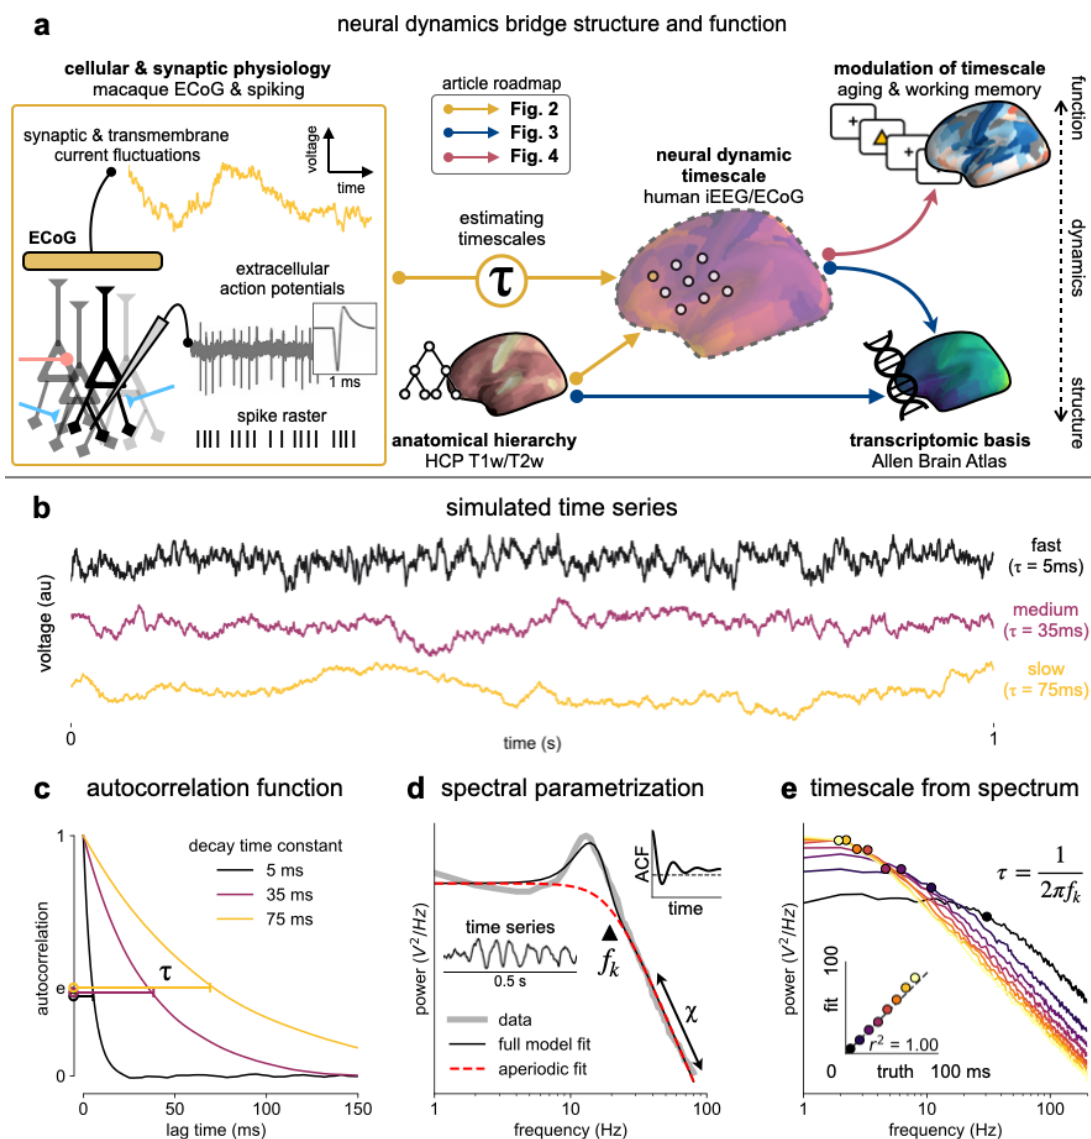 a neural dynamics bridge structure and function
cellular & synaptic physiology
macaque ECoG & spiking
synaptic & transmembrane
current fluctuations
voltage
time
ECoG
extracellular
action potentials
1 ms
spike raster
article roadmap
Fig. 2
Fig. 3
Fig. 4
estimating
timescales
τ
neural dynamic
timescale
human iEEG/ECoG
anatomical hierarchy
HCP T1w/T2w
modulation of timescale
aging & working memory
transcriptomic basis
Allen Brain Atlas
function
dynamics
structure
b simulated time series
voltage (au)
fast
(τ = 5ms)
medium
(τ = 35ms)
slow
(τ = 75ms)
0 1
time (s)
c autocorrelation function
autocorrelation
1
e
0
decay time constant
5 ms
35 ms
75 ms
τ
0 50 100 150
lag time (ms)
d spectral parametrization
power (V²/Hz)
ACF
time
time series
0.5 s
fₖ
χ
data
full model fit
aperiodic fit
1 10 100
frequency (Hz)
e timescale from spectrum
power (V²/Hz)
τ = 1 / 2πfₖ
100
fit
r² = 1.00
0 truth 100 ms
1 10 100
frequency (Hz)